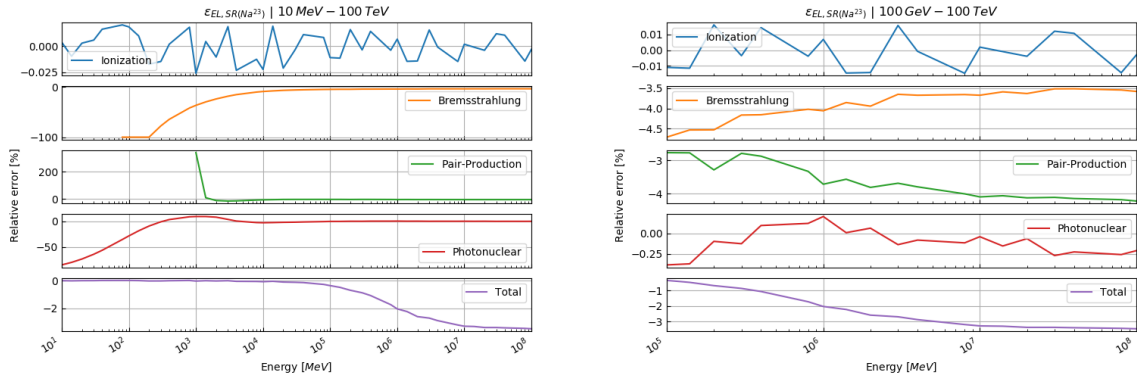 ε_{EL,SR(Na^{23})} | 10 MeV − 100 TeV
0.000
−0.025
Ionization
0
−100
Bremsstrahlung
200
0
Pair-Production
0
−50
Photonuclear
0
−2
Total
Relative error [%]
10^1 10^2 10^3 10^4 10^5 10^6 10^7 10^8
Energy [MeV]
ε_{EL,SR(Na^{23})} | 100 GeV − 100 TeV
0.01
0.00
−0.01
Ionization
−3.5
−4.0
−4.5
Bremsstrahlung
−3
−4
Pair-Production
0.00
−0.25
Photonuclear
−1
−2
−3
Total
Relative error [%]
10^5 10^6 10^7 10^8
Energy [MeV]